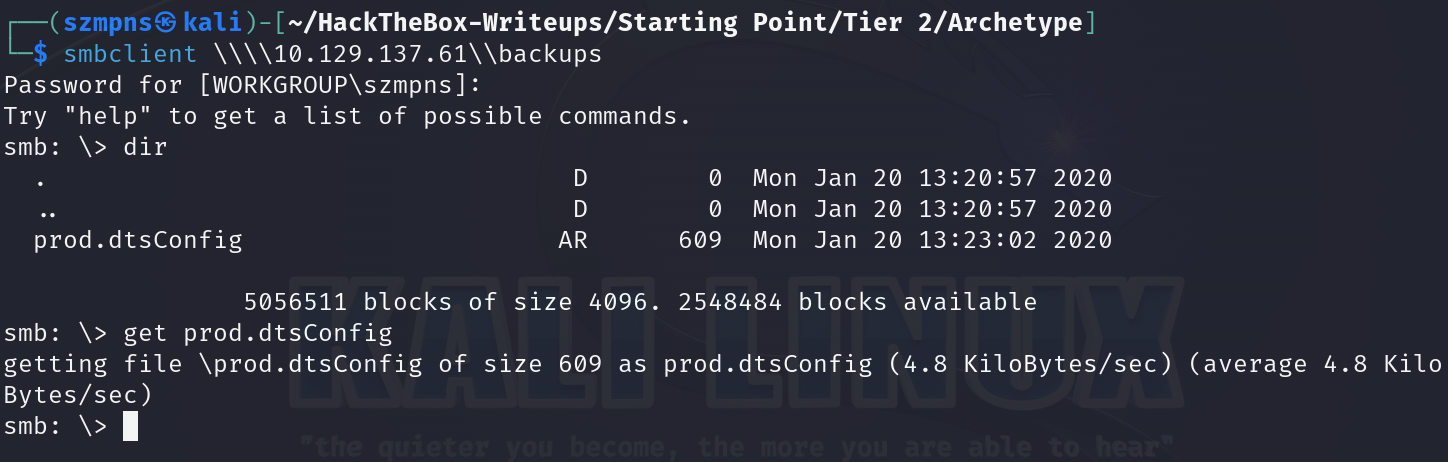 ┌──(szmpns㉿kali)-[~/HackTheBox-Writeups/Starting Point/Tier 2/Archetype]
└─$ smbclient \\\\10.129.137.61\\backups
Password for [WORKGROUP\szmpns]:
Try "help" to get a list of possible commands.
smb: \> dir
  .                                   D        0  Mon Jan 20 13:20:57 2020
  ..                                  D        0  Mon Jan 20 13:20:57 2020
  prod.dtsConfig                     AR      609  Mon Jan 20 13:23:02 2020

                5056511 blocks of size 4096. 2548484 blocks available
smb: \> get prod.dtsConfig
getting file \prod.dtsConfig of size 609 as prod.dtsConfig (4.8 KiloBytes/sec) (average 4.8 Kilo
Bytes/sec)
smb: \>
KALI LINUX
"the quieter you become, the more you are able to hear"